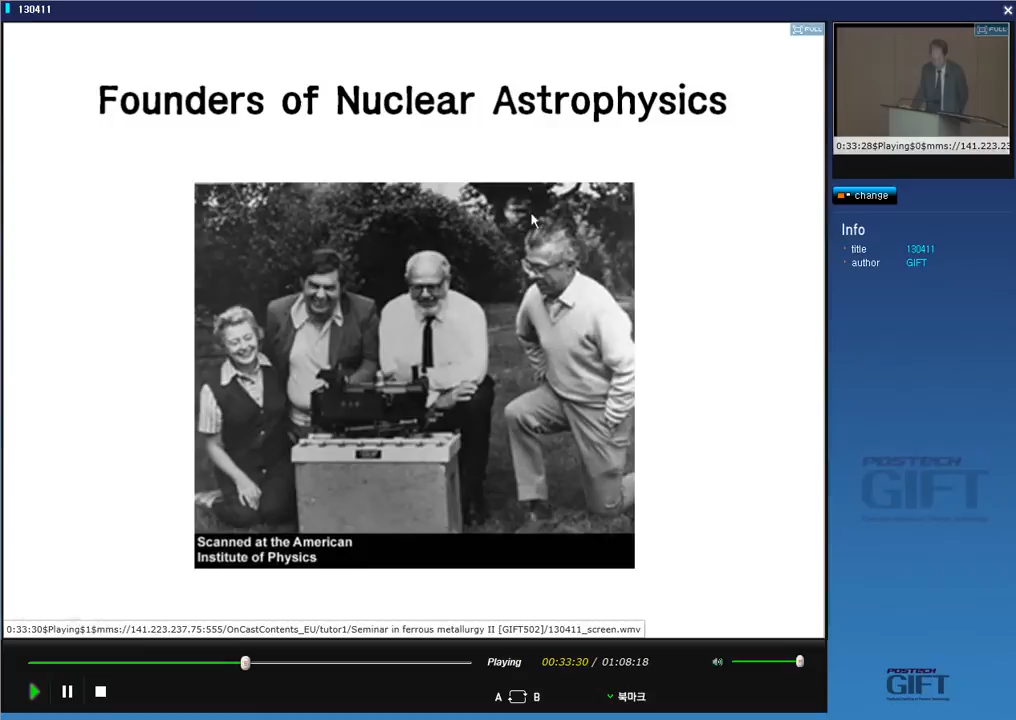 130411
FULL
Founders of Nuclear Astrophysics
Scanned at the American
Institute of Physics
0:33:30$Playing$1$mms://141.223.237.75:555/OnCastContents_EU/tutor1/Seminar in ferrous metallurgy II [GIFT502]/130411_screen.wmv
FULL
0:33:28$Playing$0$mms://141.223.23
change
Info
title 130411
author GIFT
POSTECH
GIFT
Playing 00:33:30 / 01:08:18
A B 북마크
POSTECH
GIFT